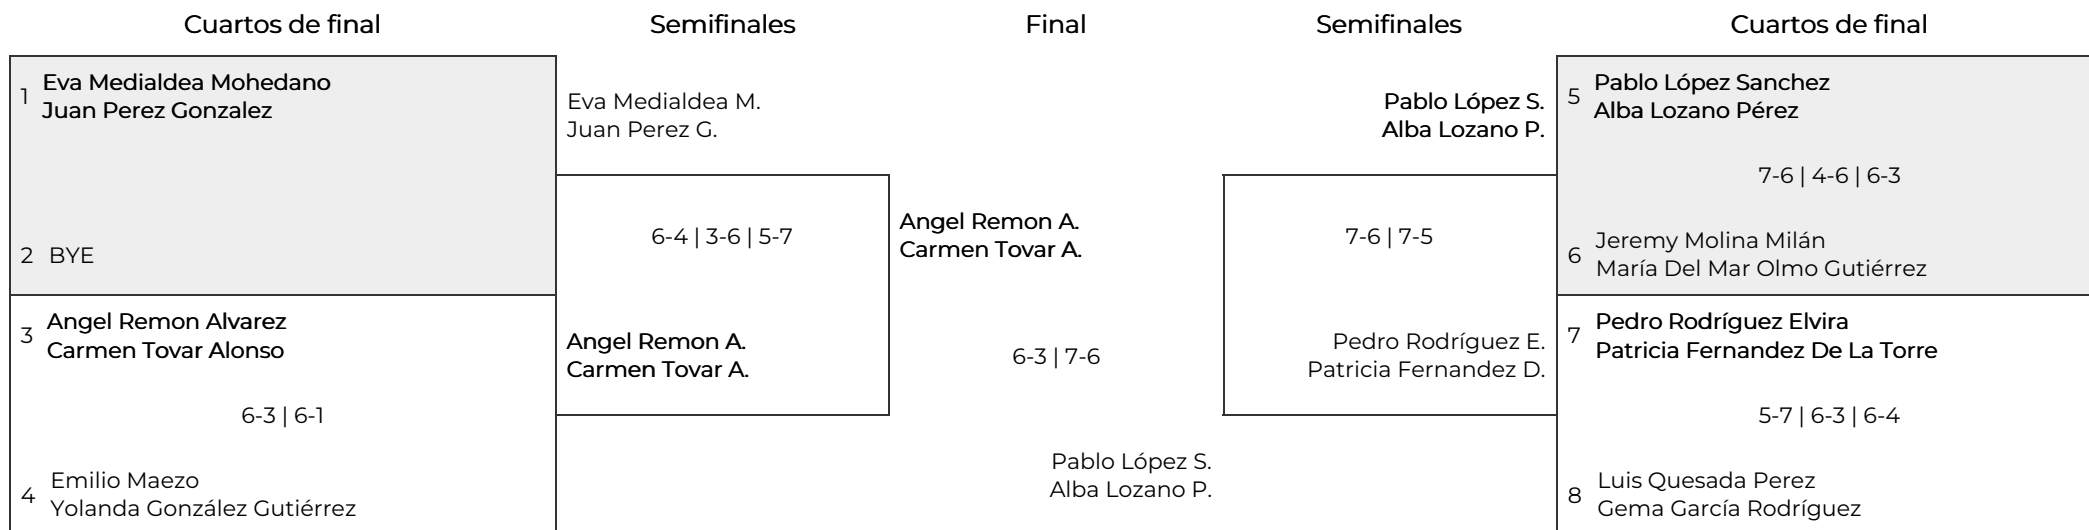 Cuartos de final
Semifinales
Final
Semifinales
Cuartos de final
1
Eva Medialdea Mohedano
Juan Perez Gonzalez
2 BYE
3
Angel Remon Alvarez
Carmen Tovar Alonso
6-3 | 6-1
4
Emilio Maezo
Yolanda González Gutiérrez
Eva Medialdea M.
Juan Perez G.
6-4 | 3-6 | 5-7
Angel Remon A.
Carmen Tovar A.
Angel Remon A.
Carmen Tovar A.
6-3 | 7-6
Pablo López S.
Alba Lozano P.
Pablo López S.
Alba Lozano P.
7-6 | 7-5
Pedro Rodríguez E.
Patricia Fernandez D.
5
Pablo López Sanchez
Alba Lozano Pérez
7-6 | 4-6 | 6-3
6
Jeremy Molina Milán
María Del Mar Olmo Gutiérrez
7
Pedro Rodríguez Elvira
Patricia Fernandez De La Torre
5-7 | 6-3 | 6-4
8
Luis Quesada Perez
Gema García Rodríguez